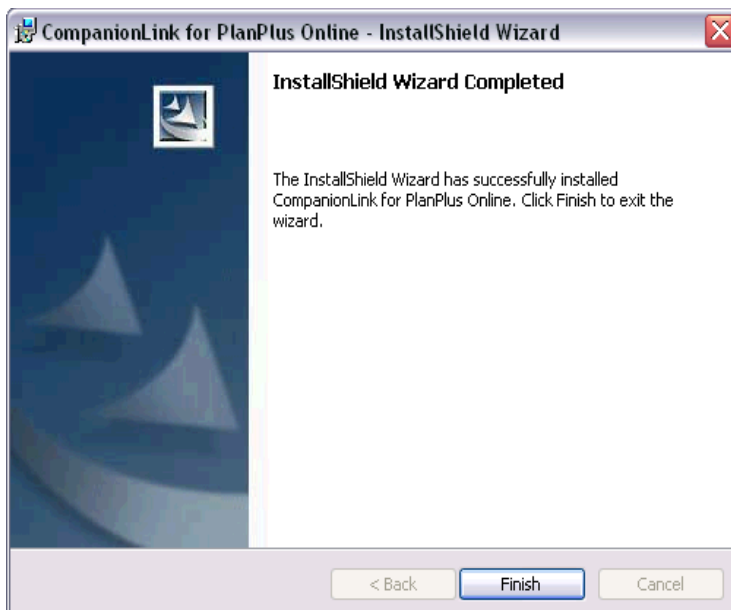 CompanionLink for PlanPlus Online - InstallShield Wizard
InstallShield Wizard Completed
The InstallShield Wizard has successfully installed
CompanionLink for PlanPlus Online. Click Finish to exit the
wizard.
< Back
Finish
Cancel